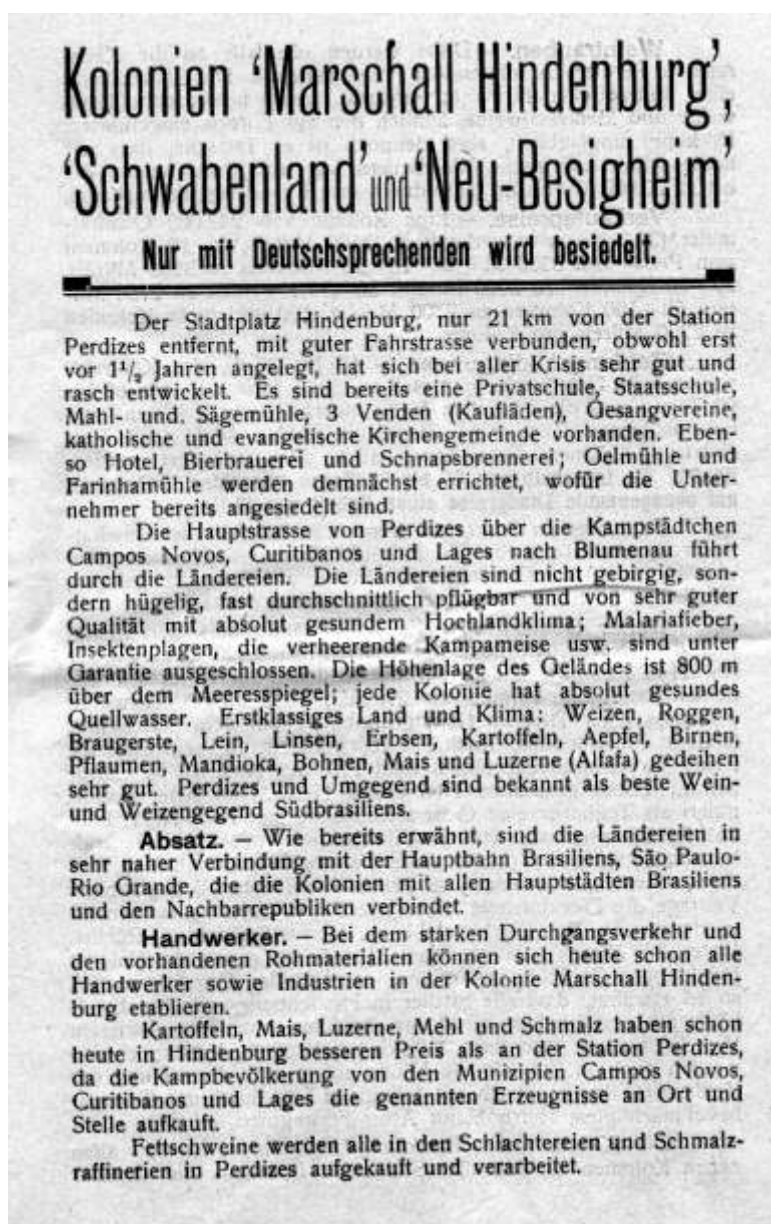 Kolonien 'Marschall Hindenburg',
'Schwabenland' und 'Neu-Besigheim'
Nur mit Deutschsprechenden wird besiedelt.
Der Stadtplatz Hindenburg, nur 21 km von der Station
Perdizes entfernt, mit guter Fahrstrasse verbunden, obwohl erst
vor 1½ Jahren angelegt, hat sich bei aller Krisis sehr gut und
rasch entwickelt. Es sind bereits eine Privatschule, Staatsschule,
Mahl- und. Sägemühle, 3 Venden (Kaufläden), Gesangvereine,
katholische und evangelische Kirchengemeinde vorhanden. Eben-
so Hotel, Bierbrauerei und Schnapsbrennerei; Oelmühle und
Farinhamühle werden demnächst errichtet, wofür die Unter-
nehmer bereits angesiedelt sind.
Die Hauptstrasse von Perdizes über die Kampstädtchen
Campos Novos, Curitibanos und Lages nach Blumenau führt
durch die Ländereien. Die Ländereien sind nicht gebirgig, son-
dern hügelig, fast durchschnittlich pflügbar und von sehr guter
Qualität mit absolut gesundem Hochlandklima; Malariafieber,
Insektenplagen, die verheerende Kampameise usw. sind unter
Garantie ausgeschlossen. Die Höhenlage des Geländes ist 800 m
über dem Meeresspiegel; jede Kolonie hat absolut gesundes
Quellwasser. Erstklassiges Land und Klima: Weizen, Roggen,
Braugerste, Lein, Linsen, Erbsen, Kartoffeln, Aepfel, Birnen,
Pflaumen, Mandioka, Bohnen, Mais und Luzerne (Alfafa) gedeihen
sehr gut. Perdizes und Umgegend sind bekannt als beste Wein-
und Weizengegend Südbrasiliens.
Absatz. — Wie bereits erwähnt, sind die Ländereien in
sehr naher Verbindung mit der Hauptbahn Brasiliens, São Paulo-
Rio Grande, die die Kolonien mit allen Hauptstädten Brasiliens
und den Nachbarrepubliken verbindet.
Handwerker. — Bei dem starken Durchgangsverkehr und
den vorhandenen Rohmaterialien können sich heute schon alle
Handwerker sowie Industrien in der Kolonie Marschall Hinden-
burg etablieren.
Kartoffeln, Mais, Luzerne, Mehl und Schmalz haben schon
heute in Hindenburg besseren Preis als an der Station Perdizes,
da die Kampbevölkerung von den Munizipien Campos Novos,
Curitibanos und Lages die genannten Erzeugnisse an Ort und
Stelle aufkauft.
Fettschweine werden alle in den Schlachtereien und Schmalz-
raffinerien in Perdizes aufgekauft und verarbeitet.